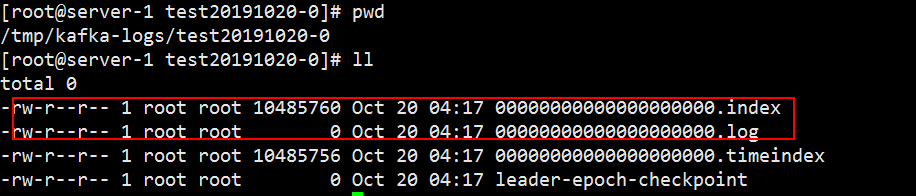 [root@server-1 test20191020-0]# pwd
/tmp/kafka-logs/test20191020-0
[root@server-1 test20191020-0]# ll
total 0
-rw-r--r-- 1 root root 10485760 Oct 20 04:17 00000000000000000000.index
-rw-r--r-- 1 root root        0 Oct 20 04:17 00000000000000000000.log
-rw-r--r-- 1 root root 10485756 Oct 20 04:17 00000000000000000000.timeindex
-rw-r--r-- 1 root root        0 Oct 20 04:17 leader-epoch-checkpoint